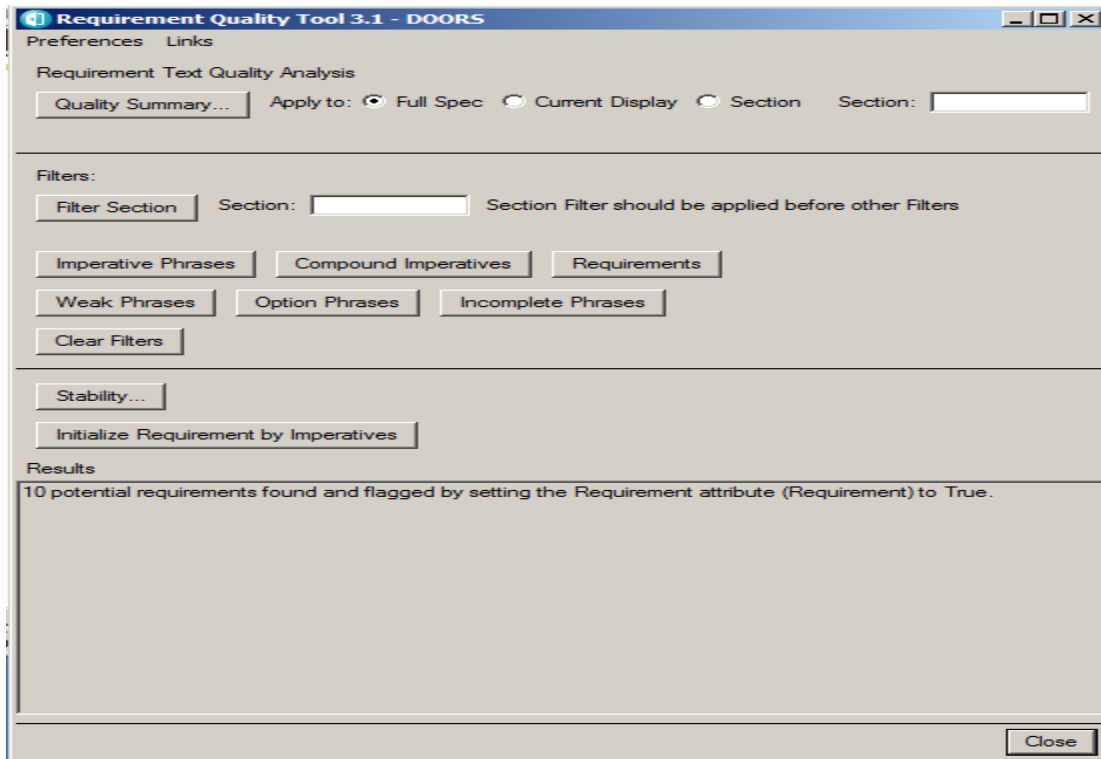 Requirement Quality Tool 3.1 - DOORS
Preferences Links
Requirement Text Quality Analysis
Quality Summary... Apply to: Full Spec Current Display Section Section:
Filters:
Filter Section Section: Section Filter should be applied before other Filters
Imperative Phrases Compound Imperatives Requirements
Weak Phrases Option Phrases Incomplete Phrases
Clear Filters
Stability...
Initialize Requirement by Imperatives
Results
10 potential requirements found and flagged by setting the Requirement attribute (Requirement) to True.
Close